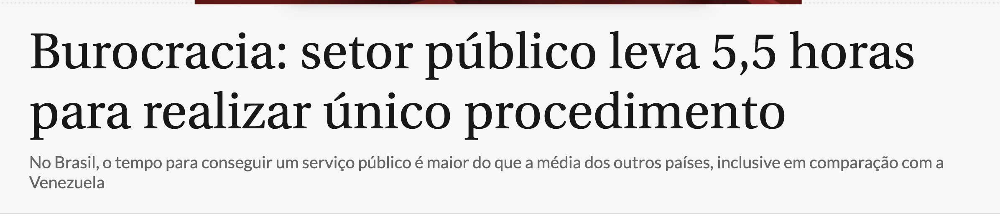 Burocracia: setor público leva 5,5 horas
para realizar único procedimento
No Brasil, o tempo para conseguir um serviço público é maior do que a média dos outros países, inclusive em comparação com a
Venezuela